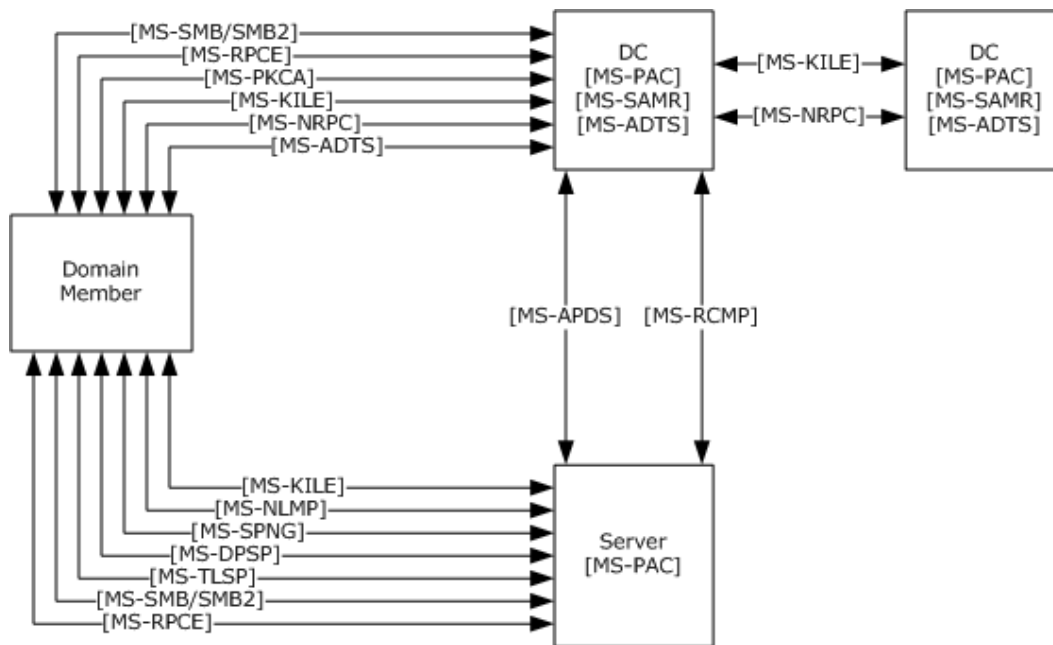 [MS-SMB/SMB2]
[MS-RPCE]
[MS-PKCA]
[MS-KILE]
[MS-NRPC]
[MS-ADTS]
DC
[MS-PAC]
[MS-SAMR]
[MS-ADTS]
[MS-KILE]
[MS-NRPC]
DC
[MS-PAC]
[MS-SAMR]
[MS-ADTS]
Domain
Member
[MS-APDS]
[MS-RCMP]
[MS-KILE]
[MS-NLMP]
[MS-SPNG]
[MS-DPSP]
[MS-TLSP]
[MS-SMB/SMB2]
[MS-RPCE]
Server
[MS-PAC]